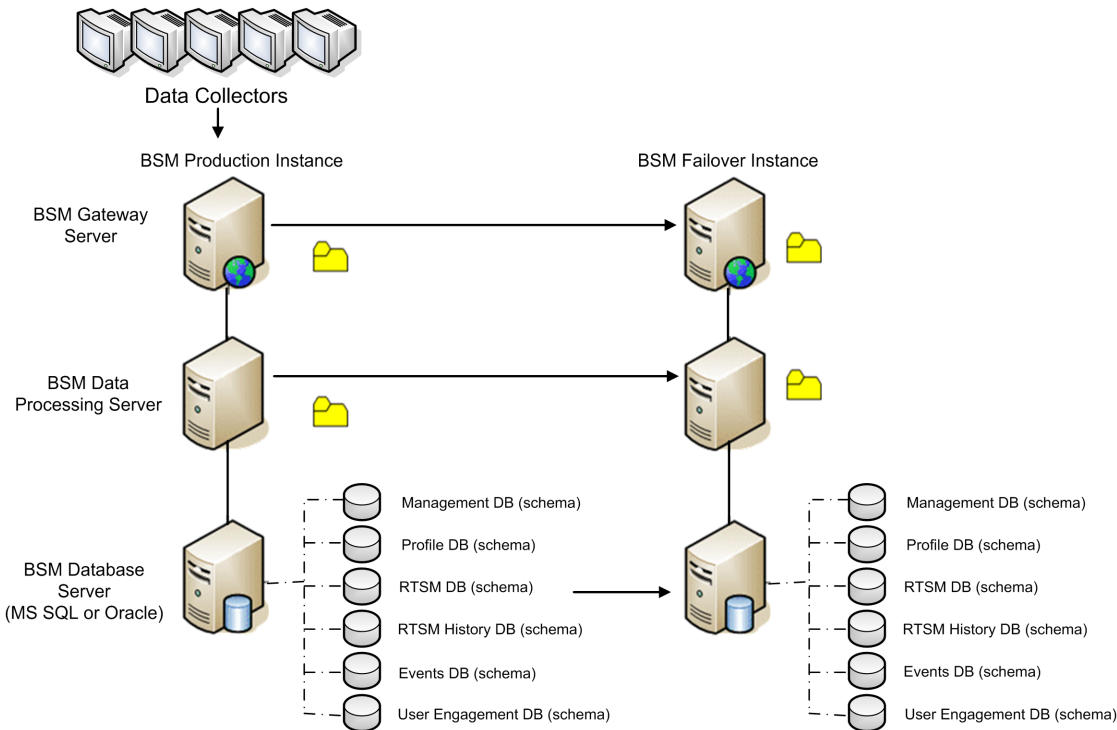 Data Collectors
BSM Production Instance
BSM Failover Instance
BSM Gateway
Server
BSM Data
Processing Server
BSM Database
Server
(MS SQL or Oracle)
Management DB (schema)
Profile DB (schema)
RTSM DB (schema)
RTSM History DB (schema)
Events DB (schema)
User Engagement DB (schema)
Management DB (schema)
Profile DB (schema)
RTSM DB (schema)
RTSM History DB (schema)
Events DB (schema)
User Engagement DB (schema)